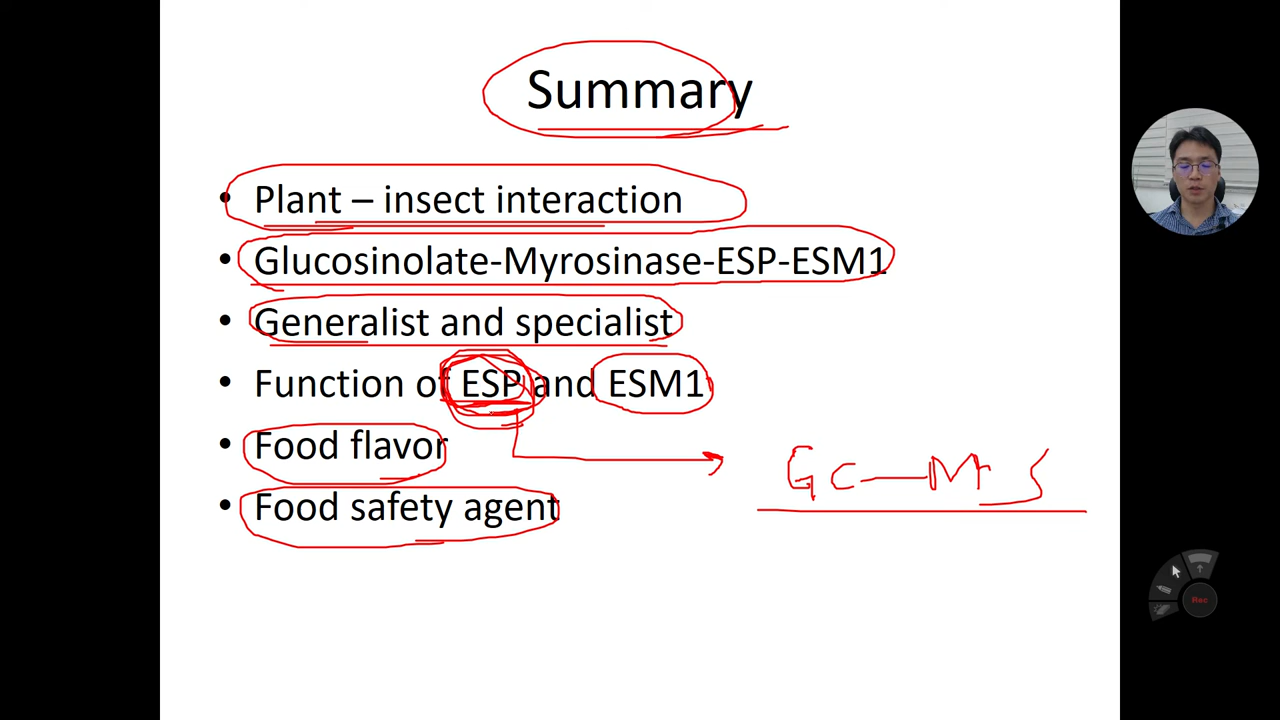 Summary
• Plant – insect interaction
• Glucosinolate-Myrosinase-ESP-ESM1
• Generalist and specialist
• Function of ESP and ESM1
• Food flavor
GC—MS
• Food safety agent
Rec